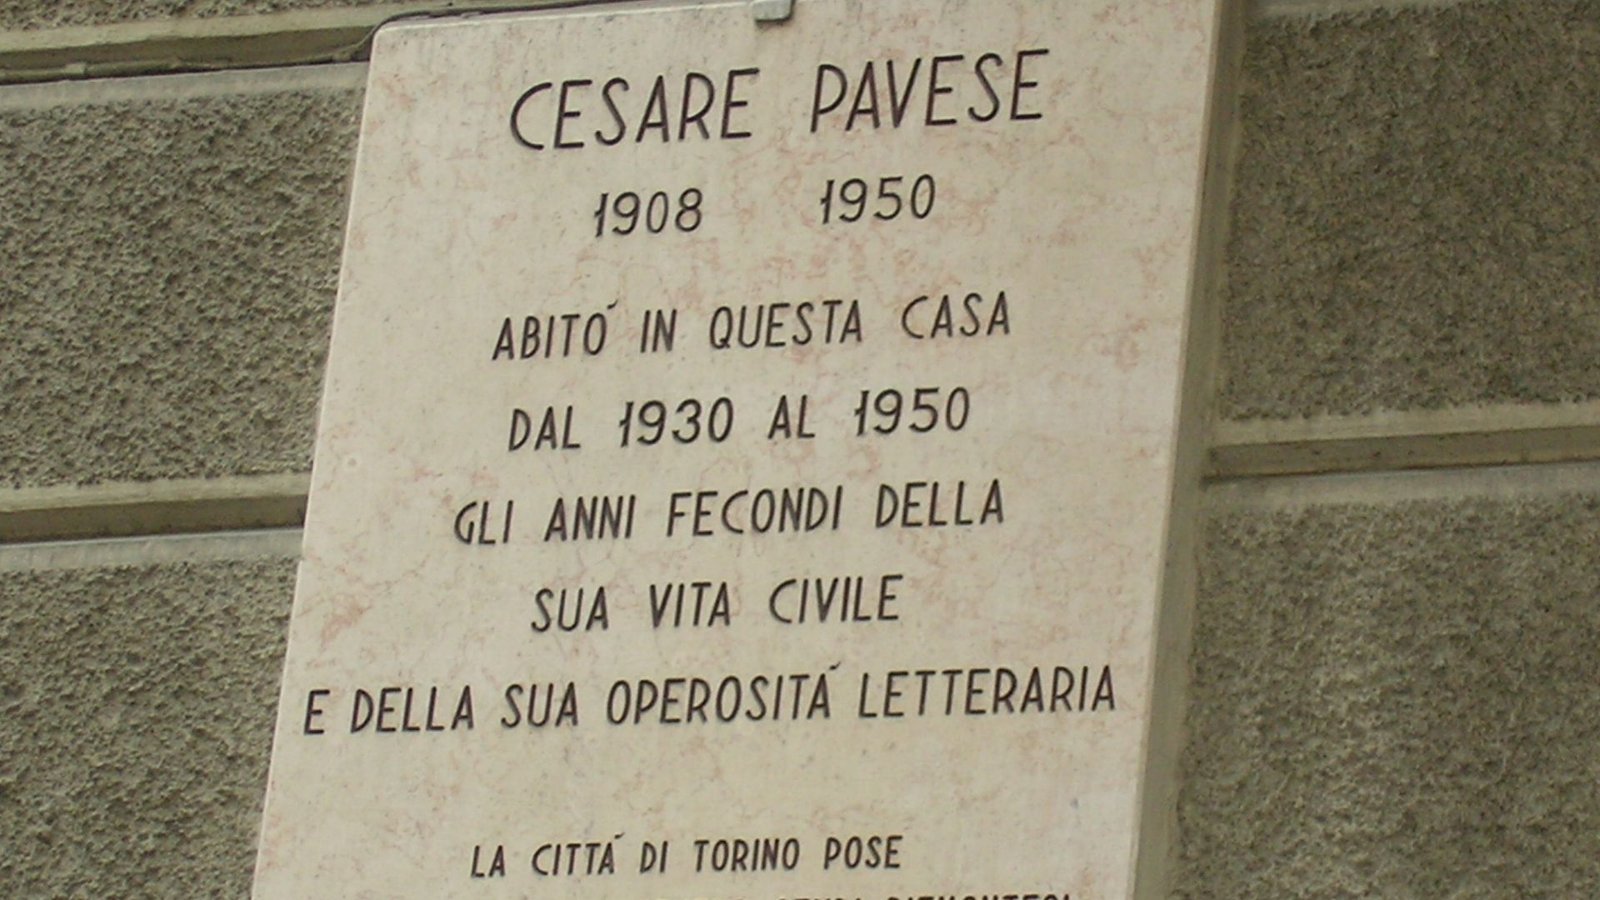 CESARE PAVESE
1908 1950
ABITÓ IN QUESTA CASA
DAL 1930 AL 1950
GLI ANNI FECONDI DELLA
SUA VITA CIVILE
E DELLA SUA OPEROSITÁ LETTERARIA
LA CITTÁ DI TORINO POSE
PIEMONTESI